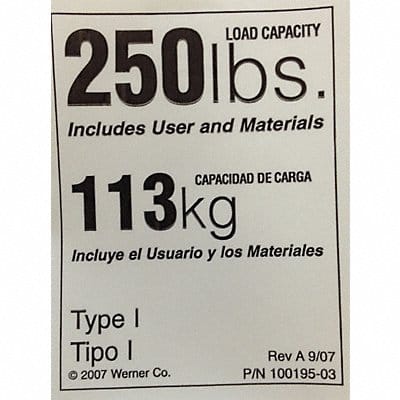 LOAD CAPACITY
250lbs.
Includes User and Materials
CAPACIDAD DE CARGA
113kg
Incluye el Usuario y los Materiales
Type I
Tipo I
Rev A 9/07
© 2007 Werner Co. P/N 100195-03